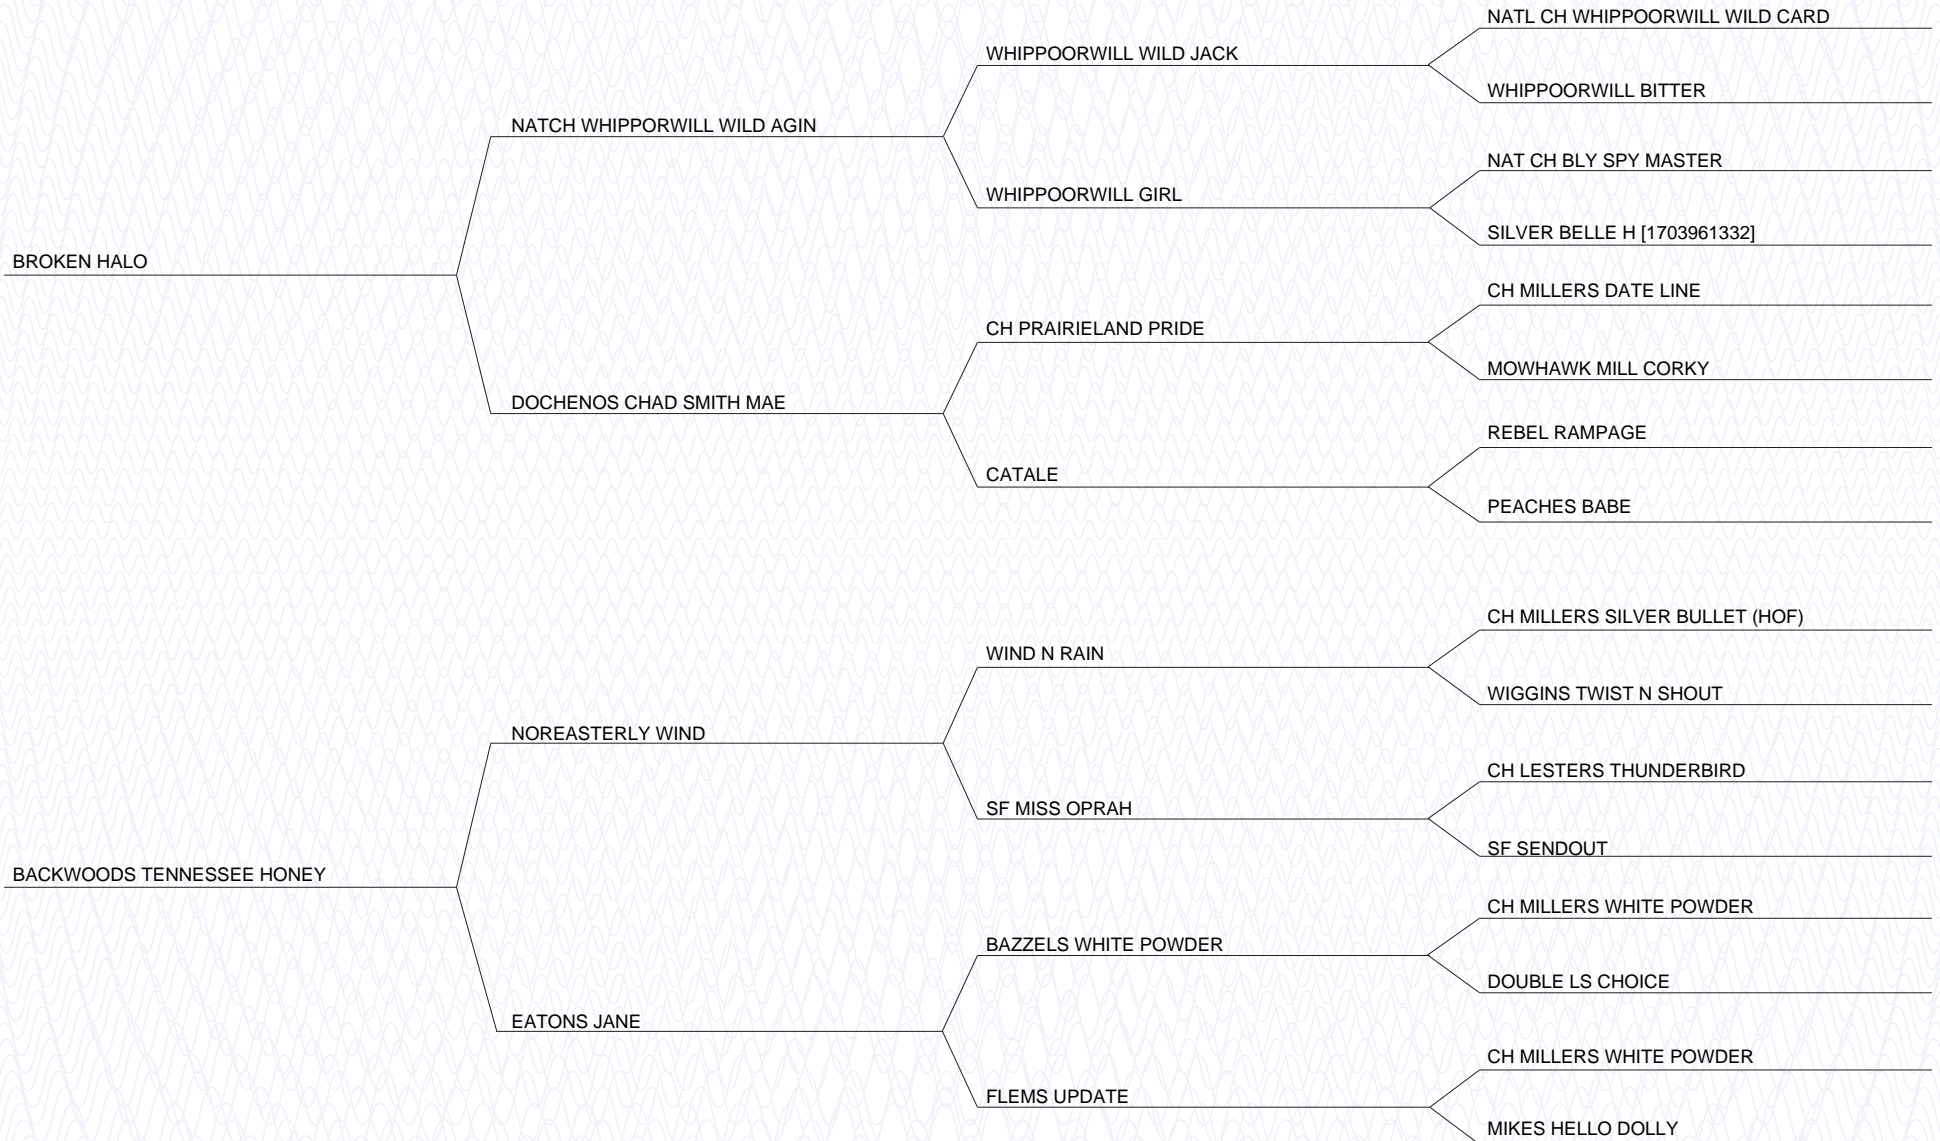 NATL CH WHIPPOORWILL WILD CARD
WHIPPOORWILL WILD JACK
WHIPPOORWILL BITTER
NATCH WHIPPORWILL WILD AGIN
NAT CH BLY SPY MASTER
WHIPPOORWILL GIRL
SILVER BELLE H [1703961332]
BROKEN HALO
CH MILLERS DATE LINE
CH PRAIRIELAND PRIDE
MOWHAWK MILL CORKY
DOCHENOS CHAD SMITH MAE
REBEL RAMPAGE
CATALE
PEACHES BABE
CH MILLERS SILVER BULLET (HOF)
WIND N RAIN
WIGGINS TWIST N SHOUT
NOREASTERLY WIND
CH LESTERS THUNDERBIRD
SF MISS OPRAH
SF SENDOUT
BACKWOODS TENNESSEE HONEY
CH MILLERS WHITE POWDER
BAZZELS WHITE POWDER
DOUBLE LS CHOICE
EATONS JANE
CH MILLERS WHITE POWDER
FLEMS UPDATE
MIKES HELLO DOLLY